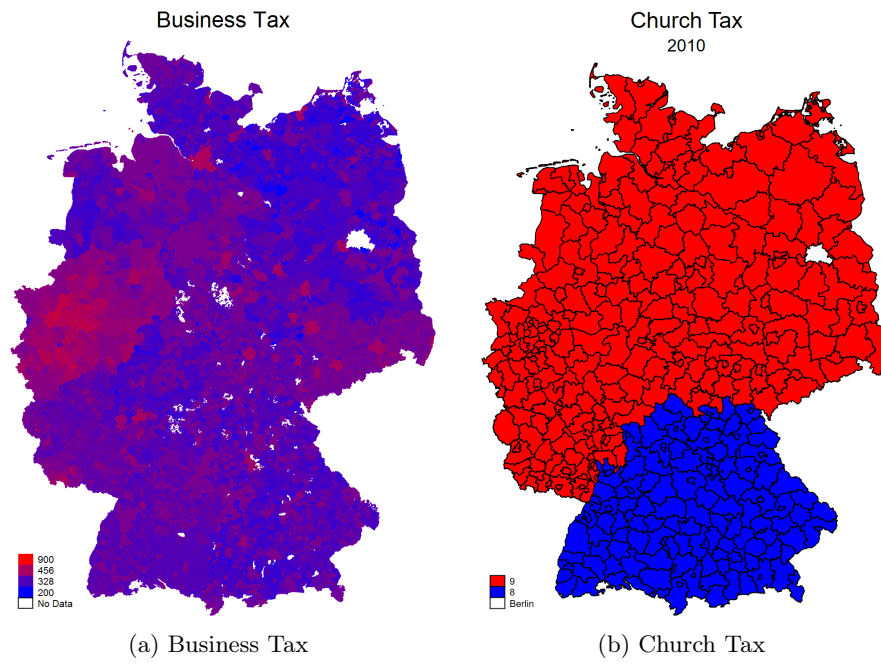 Business Tax
900
456
328
200
No Data
(a) Business Tax
Church Tax
2010
9
8
Berlin
(b) Church Tax